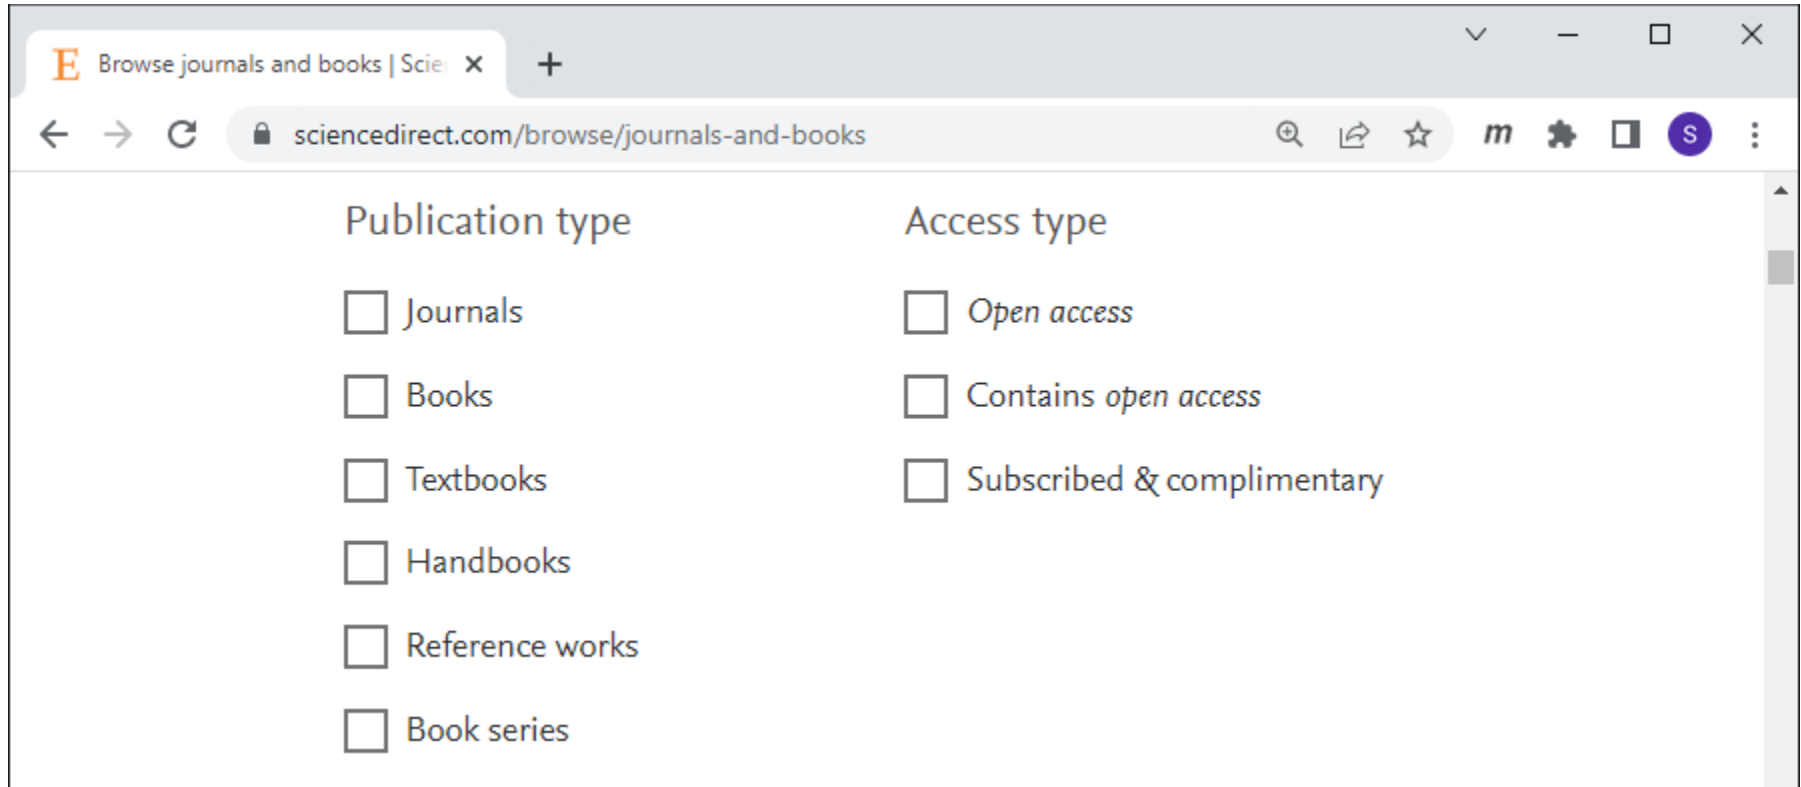 E Browse journals and books | Scie
sciencedirect.com/browse/journals-and-books
m
S
Publication type
Journals
Books
Textbooks
Handbooks
Reference works
Book series
Access type
Open access
Contains open access
Subscribed & complimentary